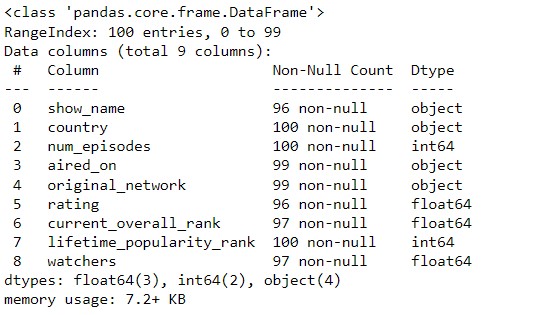 <class 'pandas.core.frame.DataFrame'>
RangeIndex: 100 entries, 0 to 99
Data columns (total 9 columns):
 #   Column                    Non-Null Count  Dtype
---  ------                    --------------  -----
 0   show_name                 96 non-null     object
 1   country                   100 non-null    object
 2   num_episodes              100 non-null    int64
 3   aired_on                  99 non-null     object
 4   original_network          99 non-null     object
 5   rating                    96 non-null     float64
 6   current_overall_rank      97 non-null     float64
 7   lifetime_popularity_rank  100 non-null    int64
 8   watchers                  97 non-null     float64
dtypes: float64(3), int64(2), object(4)
memory usage: 7.2+ KB